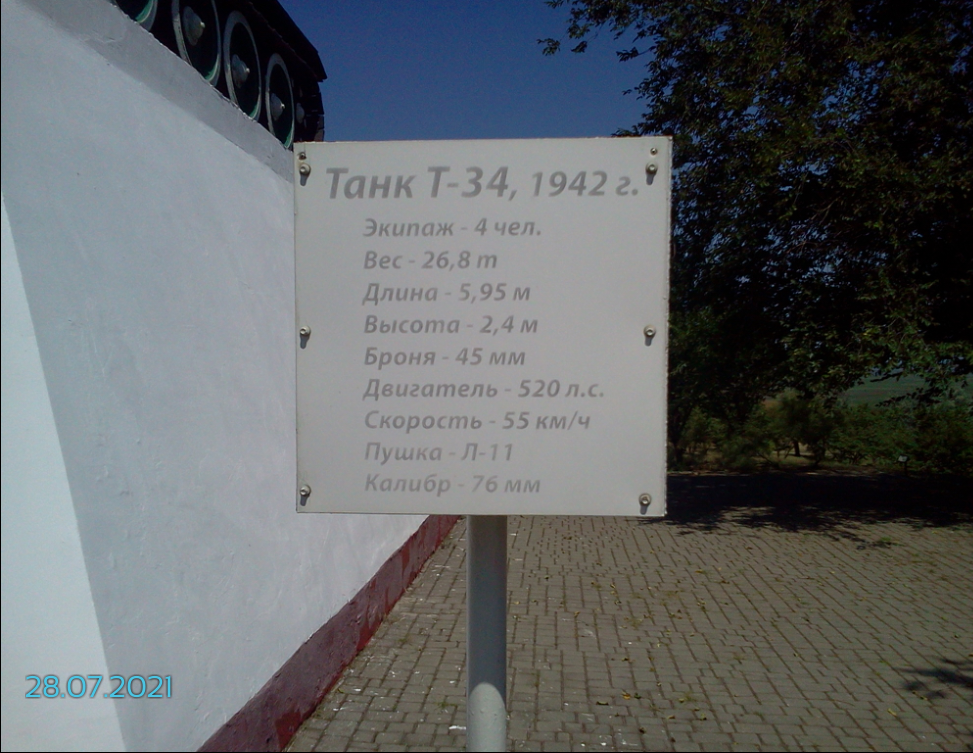 Танк Т-34, 1942 г.
Экипаж - 4 чел.
Вес - 26,8 т
Длина - 5,95 м
Высота - 2,4 м
Броня - 45 мм
Двигатель - 520 л.с.
Скорость - 55 км/ч
Пушка - Л-11
Калибр - 76 мм
28.07.2021